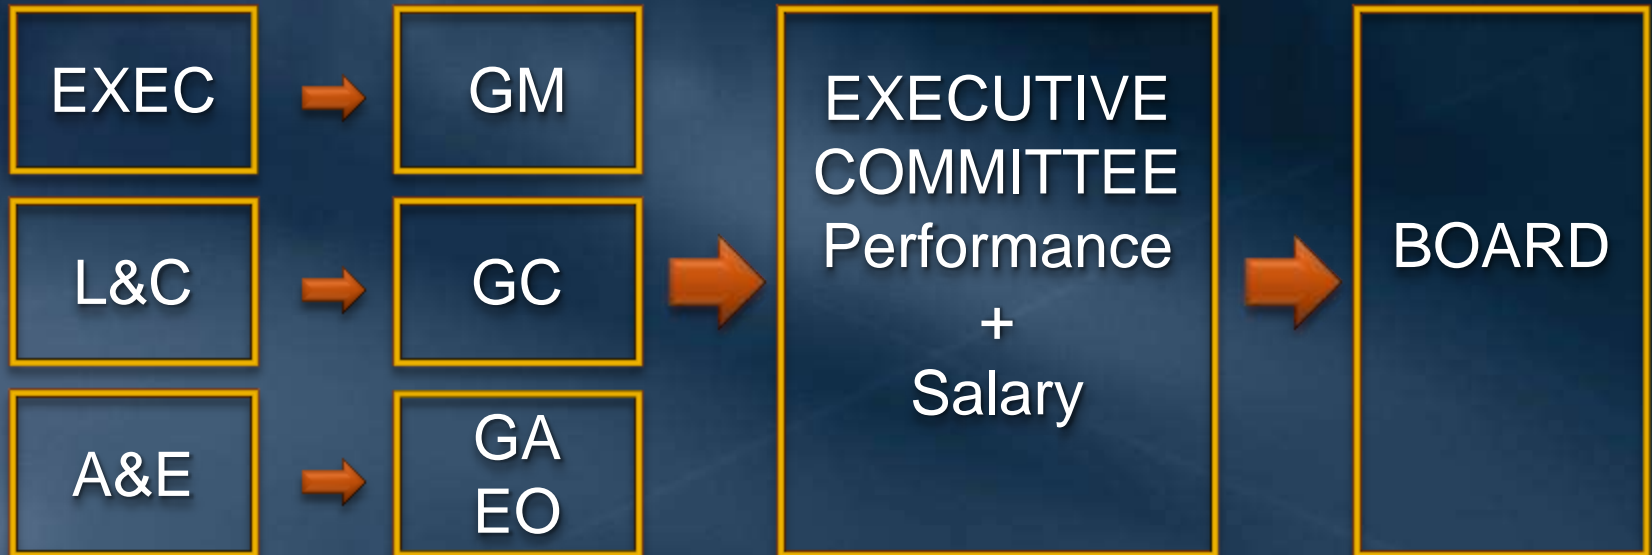 EXEC
GM
L&C
GC
A&E
GA
EO
EXECUTIVE
COMMITTEE
Performance
+
Salary
BOARD